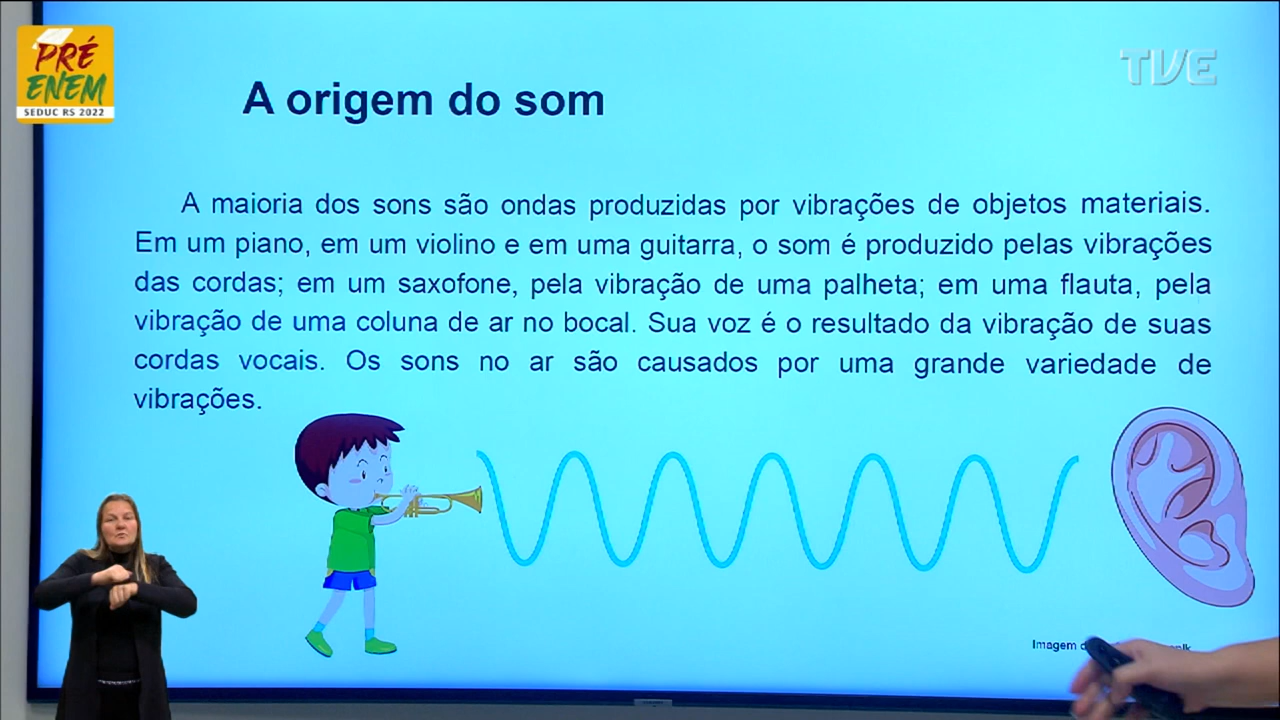 PRÉ
ENEM
SEDUC RS 2022
TVE
A origem do som
A maioria dos sons são ondas produzidas por vibrações de objetos materiais.
Em um piano, em um violino e em uma guitarra, o som é produzido pelas vibrações
das cordas; em um saxofone, pela vibração de uma palheta; em uma flauta, pela
vibração de uma coluna de ar no bocal. Sua voz é o resultado da vibração de suas
cordas vocais. Os sons no ar são causados por uma grande variedade de
vibrações.
Imagem